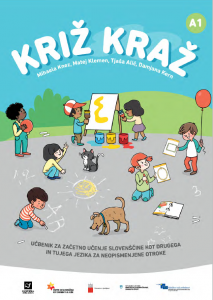 A1
KRIŽ KRAŽ
Mihaela Knez, Matej Klemen, Tjaša Alič, Damjana Kern
UČBENIK ZA ZAČETNO UČENJE SLOVENŠČINE KOT DRUGEGA
IN TUJEGA JEZIKA ZA NEOPISMENJENE OTROKE